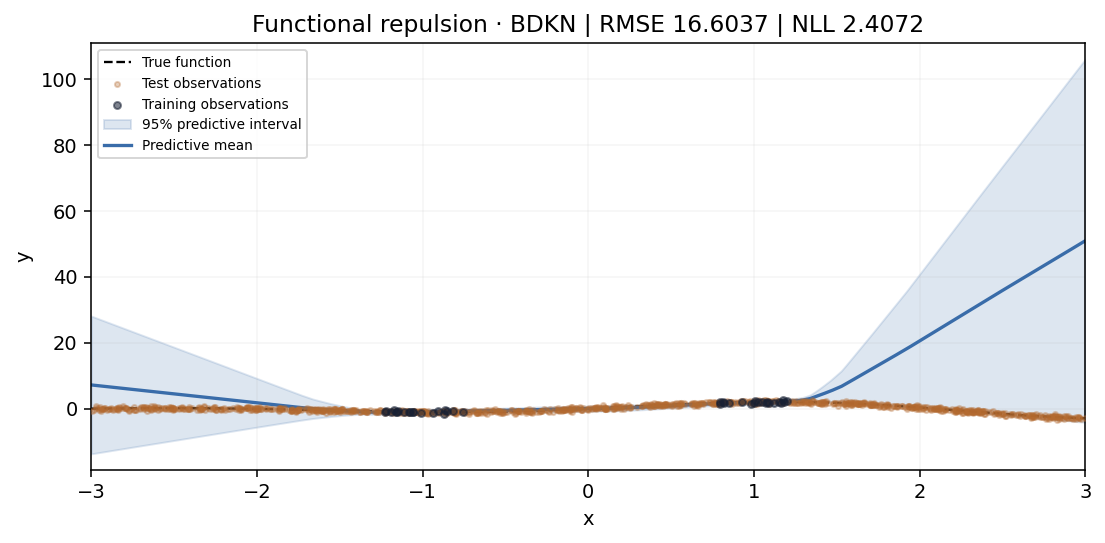 Functional repulsion · BDKN | RMSE 16.6037 | NLL 2.4072
True function
Test observations
Training observations
95% predictive interval
Predictive mean
100
80
60
40
20
0
y
−3
−2
−1
0
1
2
3
x